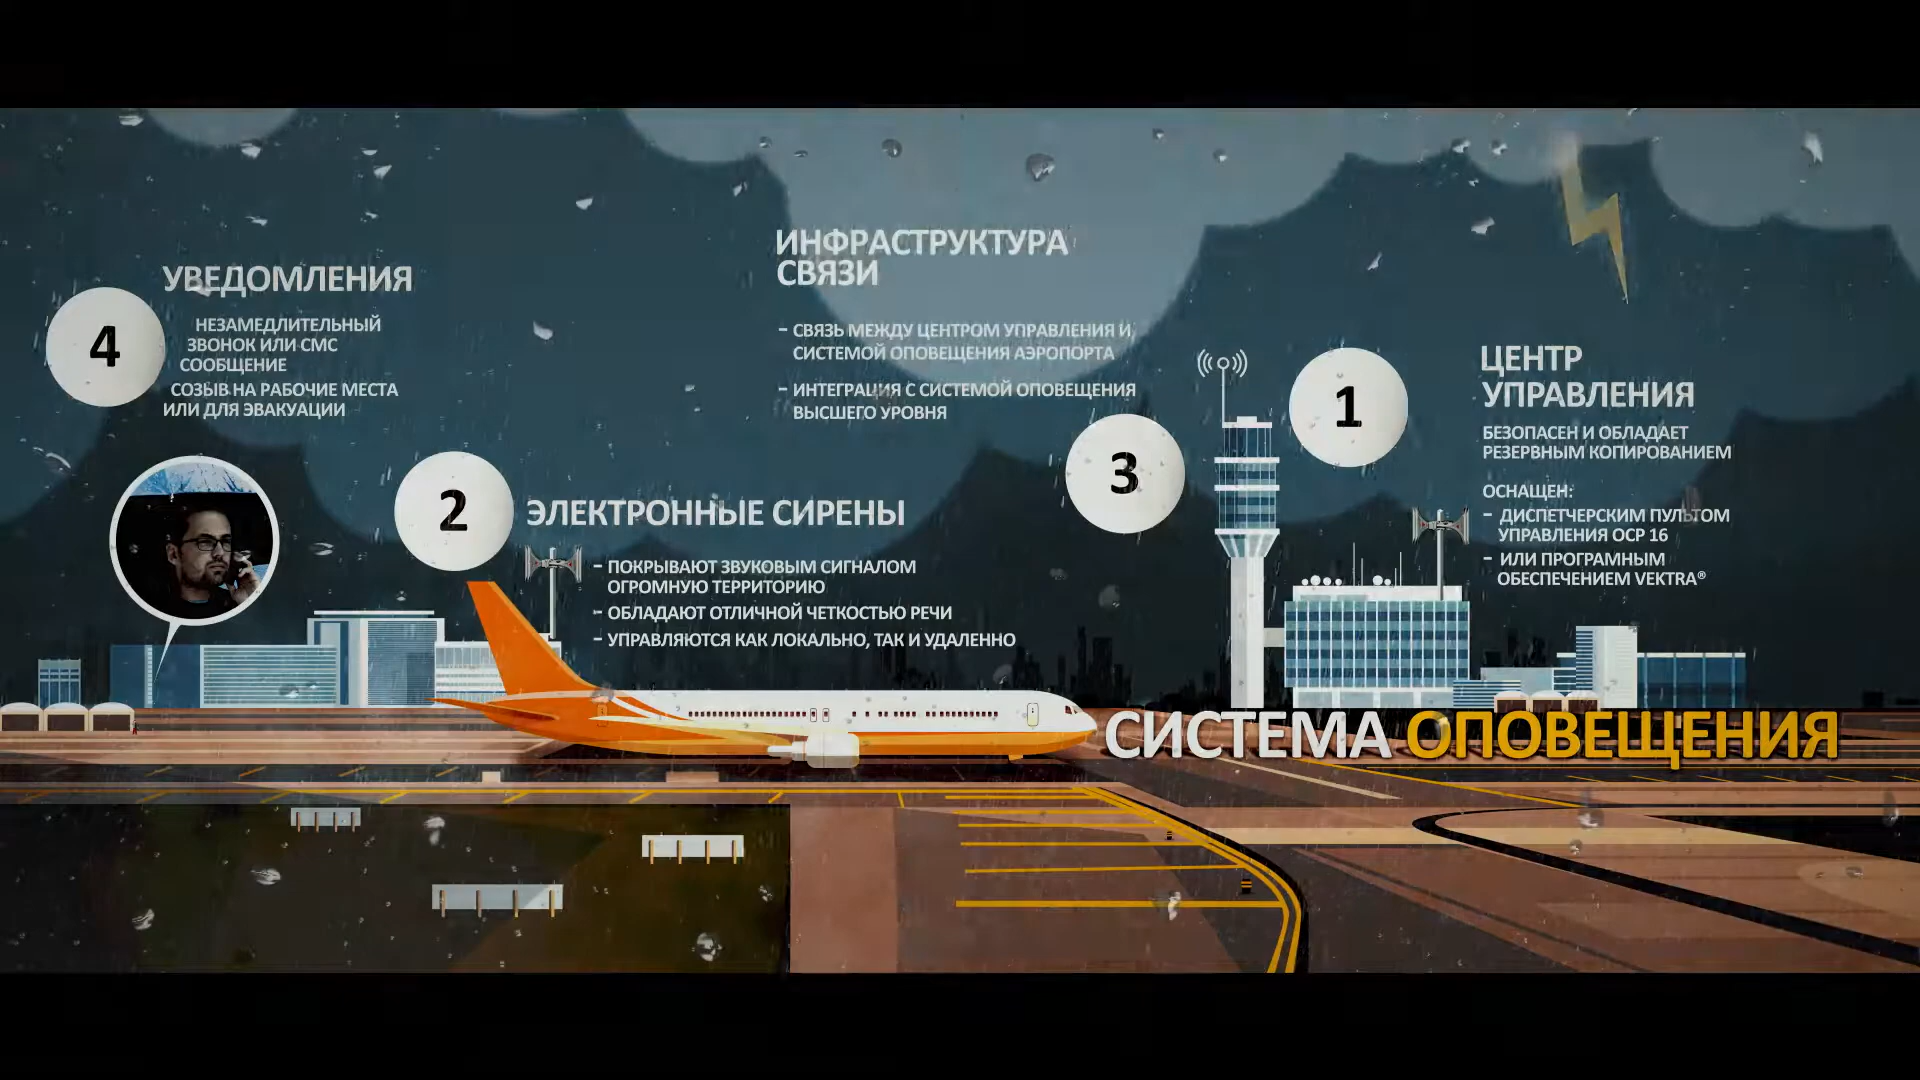 УВЕДОМЛЕНИЯ
4
НЕЗАМЕДЛИТЕЛЬНЫЙ
ЗВОНОК ИЛИ СМС
СООБЩЕНИЕ
СОЗЫВ НА РАБОЧИЕ МЕСТА
ИЛИ ДЛЯ ЭВАКУАЦИИ
2
ЭЛЕКТРОННЫЕ СИРЕНЫ
– ПОКРЫВАЮТ ЗВУКОВЫМ СИГНАЛОМ
ОГРОМНУЮ ТЕРРИТОРИЮ
– ОБЛАДАЮТ ОТЛИЧНОЙ ЧЕТКОСТЬЮ РЕЧИ
– УПРАВЛЯЮТСЯ КАК ЛОКАЛЬНО, ТАК И УДАЛЕННО
ИНФРАСТРУКТУРА
СВЯЗИ
– СВЯЗЬ МЕЖДУ ЦЕНТРОМ УПРАВЛЕНИЯ И
СИСТЕМОЙ ОПОВЕЩЕНИЯ АЭРОПОРТА
– ИНТЕГРАЦИЯ С СИСТЕМОЙ ОПОВЕЩЕНИЯ
ВЫСШЕГО УРОВНЯ
3
1
ЦЕНТР
УПРАВЛЕНИЯ
БЕЗОПАСЕН И ОБЛАДАЕТ
РЕЗЕРВНЫМ КОПИРОВАНИЕМ
ОСНАЩЕН:
– ДИСПЕТЧЕРСКИМ ПУЛЬТОМ
УПРАВЛЕНИЯ OCP 16
– ИЛИ ПРОГРАМНЫМ
ОБЕСПЕЧЕНИЕМ VEKTRA®
СИСТЕМА ОПОВЕЩЕНИЯ